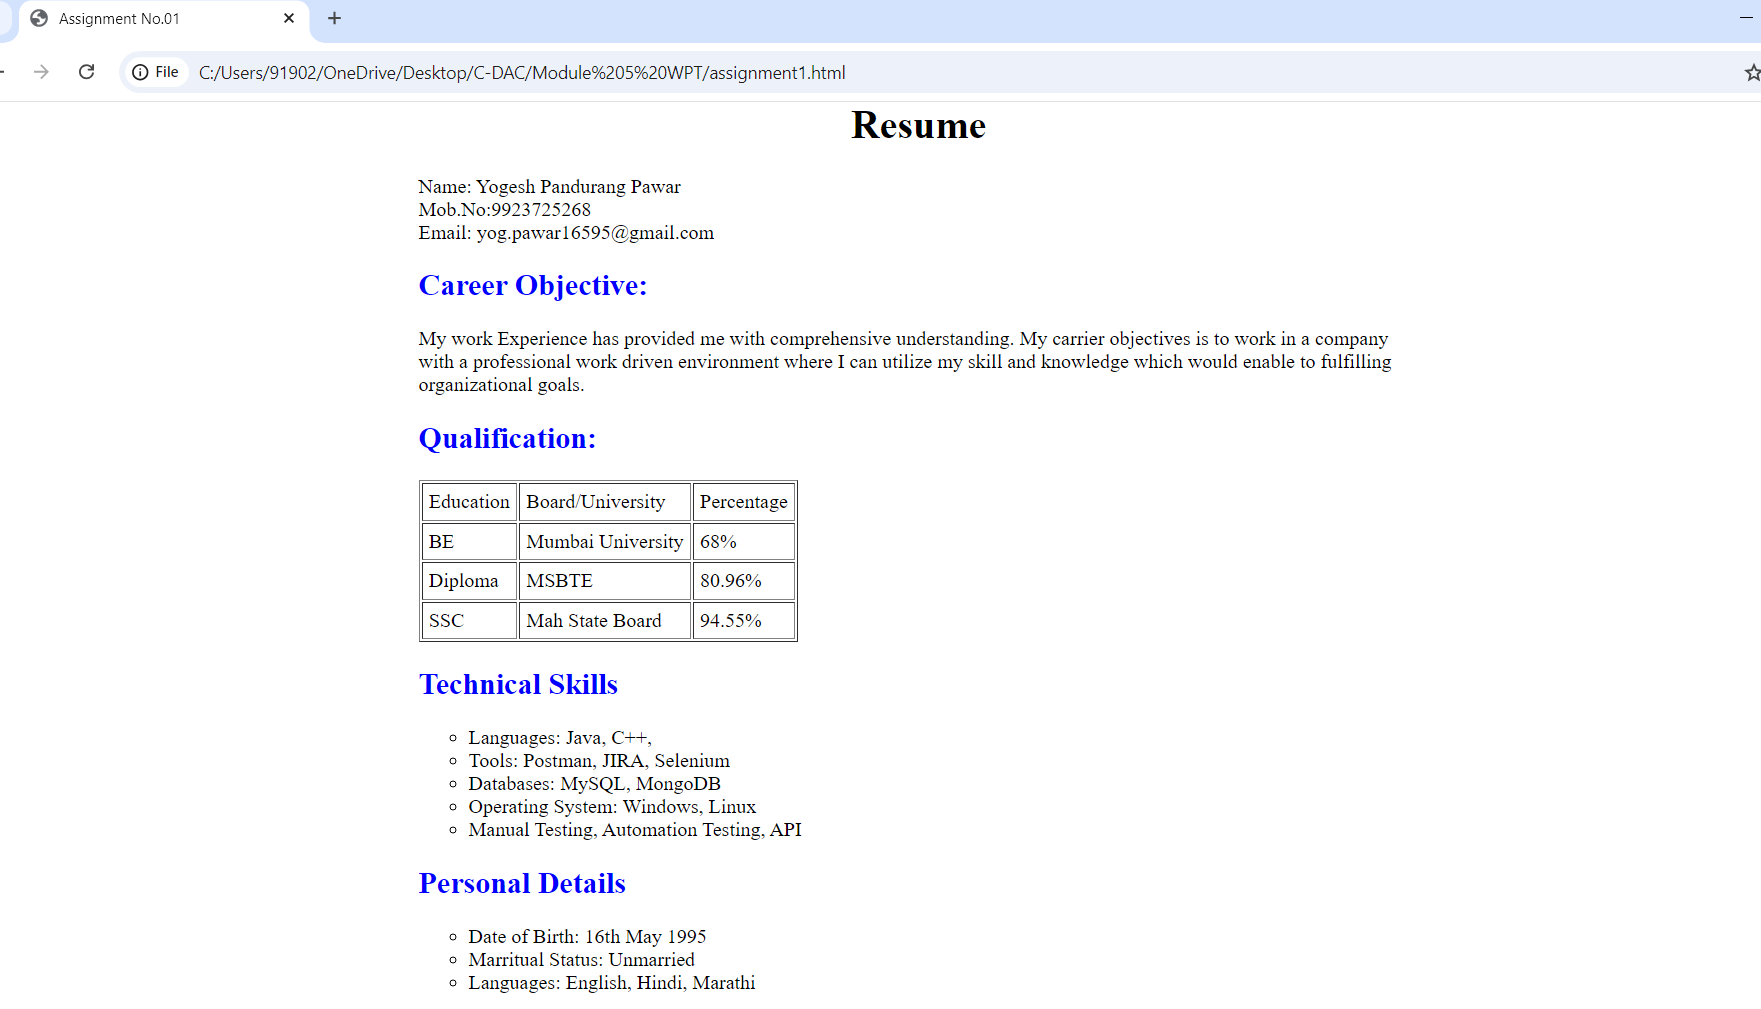 Assignment No.01
File C:/Users/91902/OneDrive/Desktop/C-DAC/Module%205%20WPT/assignment1.html
Resume
Name: Yogesh Pandurang Pawar
Mob.No:9923725268
Email: yog.pawar16595@gmail.com
Career Objective:
My work Experience has provided me with comprehensive understanding. My carrier objectives is to work in a company
with a professional work driven environment where I can utilize my skill and knowledge which would enable to fulfilling
organizational goals.
Qualification:
Education Board/University Percentage
BE Mumbai University 68%
Diploma MSBTE 80.96%
SSC Mah State Board 94.55%
Technical Skills
Languages: Java, C++,
Tools: Postman, JIRA, Selenium
Databases: MySQL, MongoDB
Operating System: Windows, Linux
Manual Testing, Automation Testing, API
Personal Details
Date of Birth: 16th May 1995
Marritual Status: Unmarried
Languages: English, Hindi, Marathi